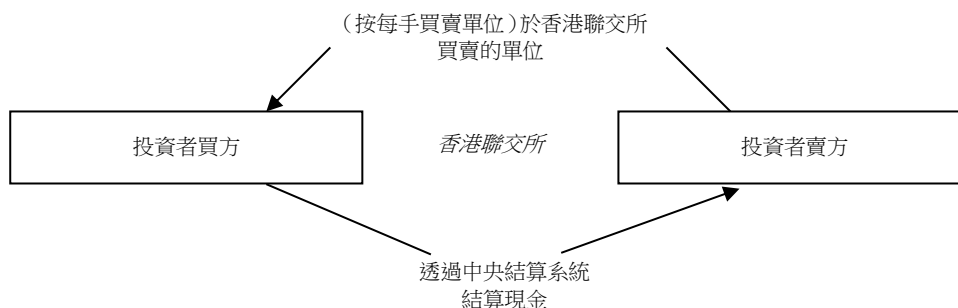 （按每手買賣單位）於香港聯交所
買賣的單位
投資者買方
香港聯交所
投資者賣方
透過中央結算系統
結算現金